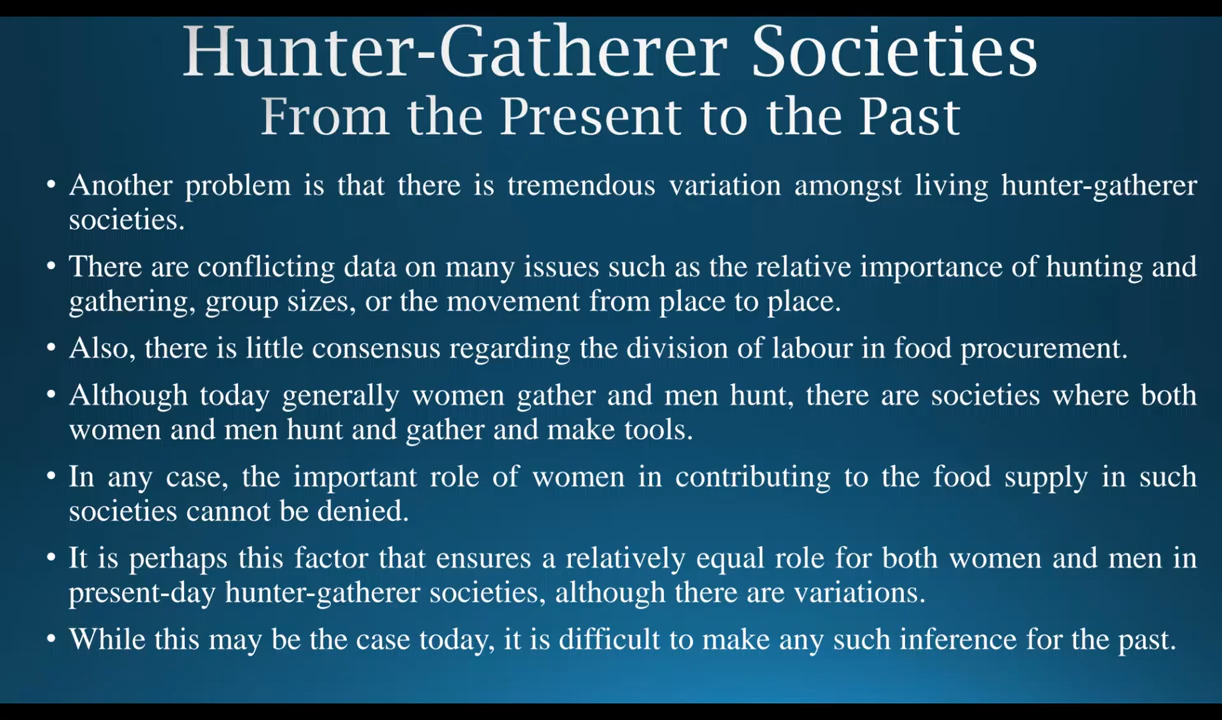 Hunter-Gatherer Societies
From the Present to the Past
• Another problem is that there is tremendous variation amongst living hunter-gatherer
societies.
• There are conflicting data on many issues such as the relative importance of hunting and
gathering, group sizes, or the movement from place to place.
• Also, there is little consensus regarding the division of labour in food procurement.
• Although today generally women gather and men hunt, there are societies where both
women and men hunt and gather and make tools.
• In any case, the important role of women in contributing to the food supply in such
societies cannot be denied.
• It is perhaps this factor that ensures a relatively equal role for both women and men in
present-day hunter-gatherer societies, although there are variations.
• While this may be the case today, it is difficult to make any such inference for the past.